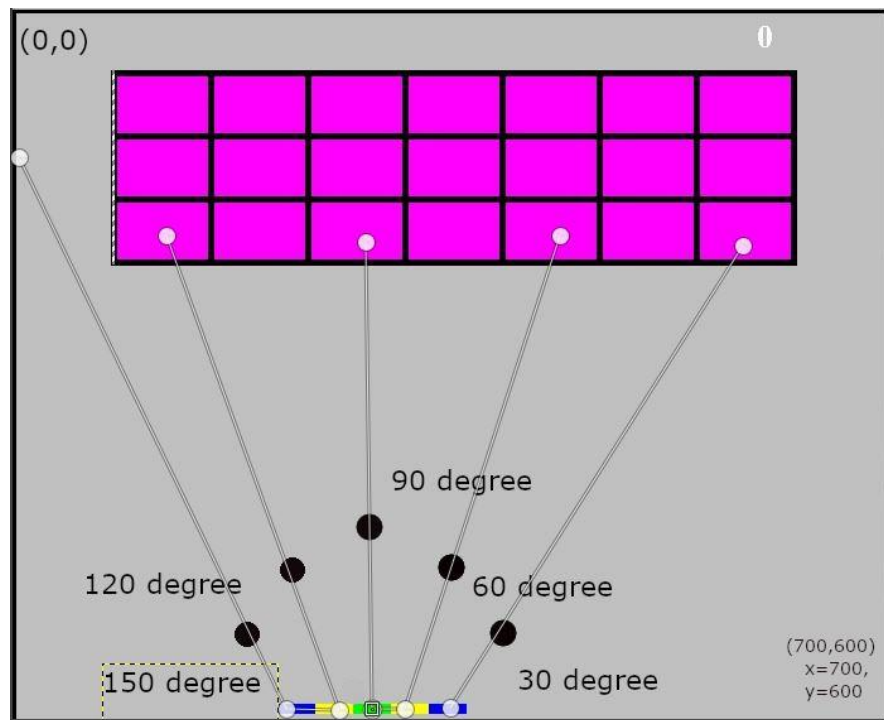 (0,0)
0
90 degree
120 degree
60 degree
150 degree
30 degree
(700,600)
x=700,
y=600